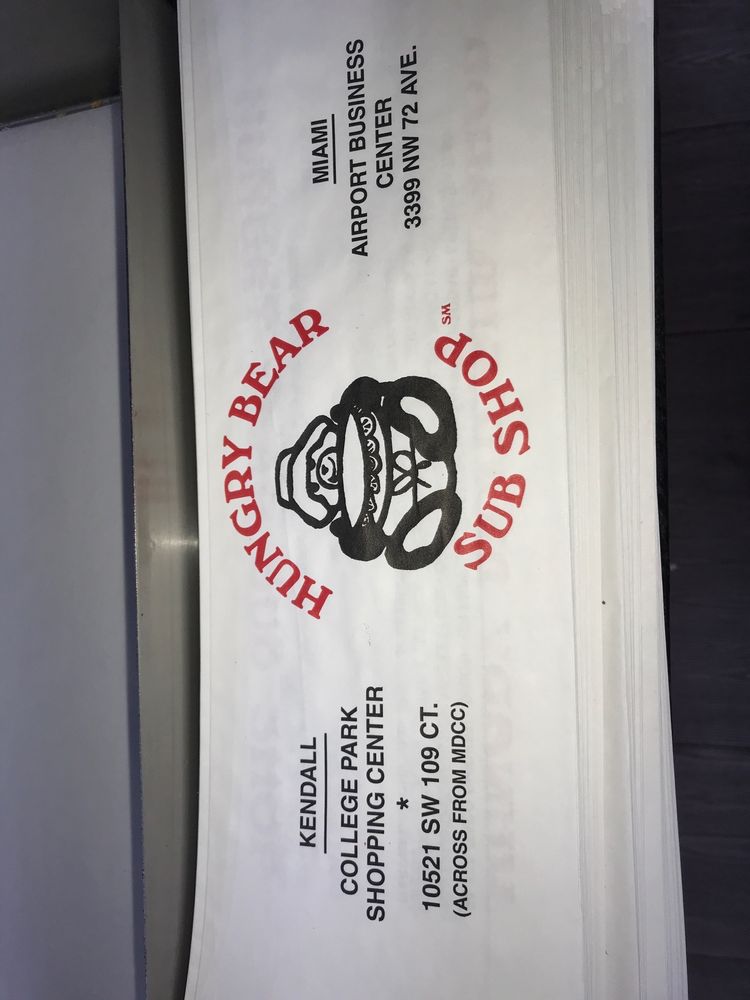 KENDALL
COLLEGE PARK
SHOPPING CENTER
*
10521 SW 109 CT.
(ACROSS FROM MDCC)
HUNGRY BEAR
SUB SHOP SM
MIAMI
AIRPORT BUSINESS
CENTER
3399 NW 72 AVE.